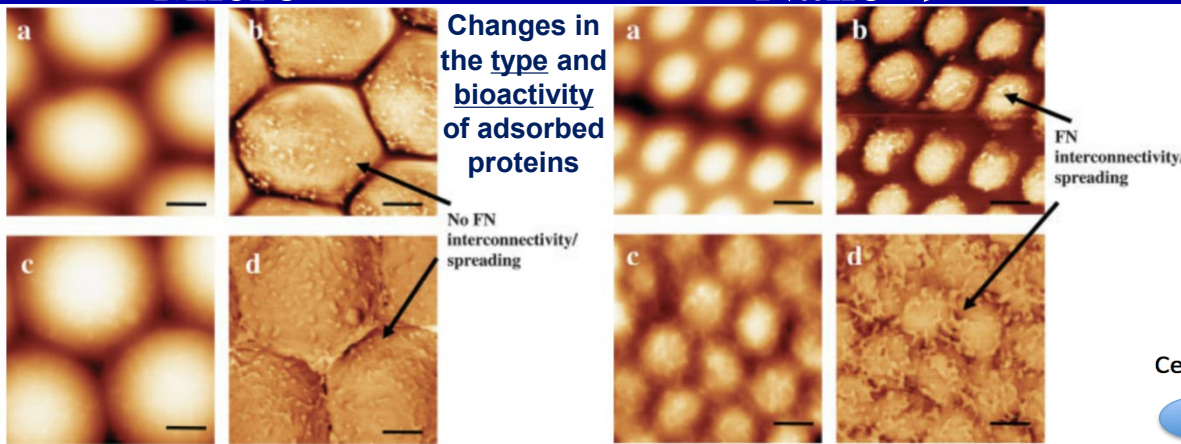 a
b
Changes in
the type and
bioactivity
of adsorbed
proteins
a
b
FN
interconnectivity/
spreading
No FN
interconnectivity/
spreading
c
d
c
d
Ce